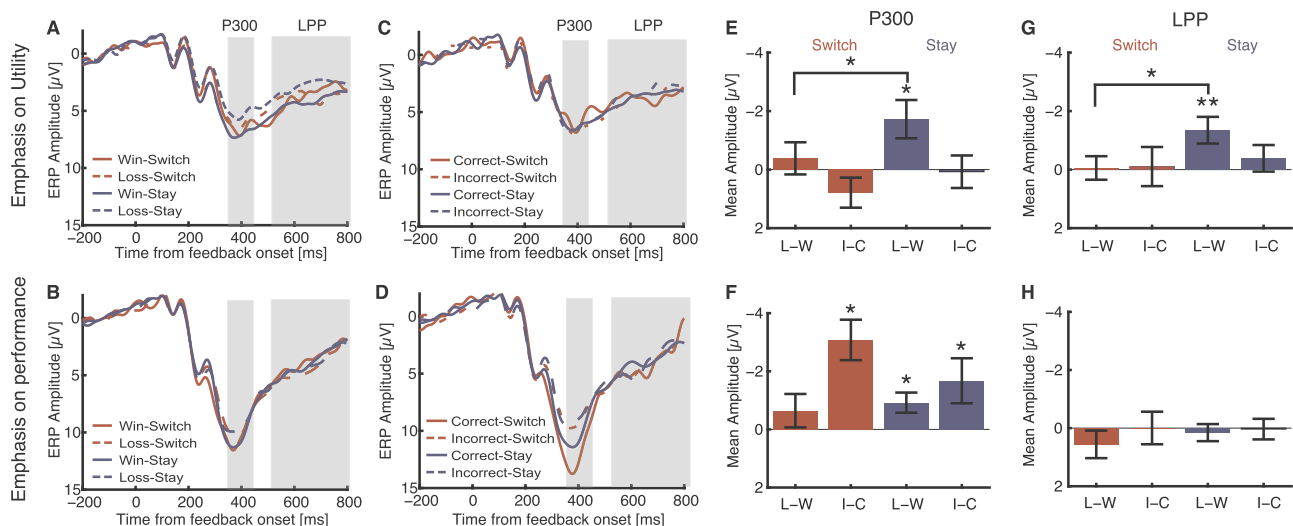 Emphasis on Utility
A
P300
LPP
ERP Amplitude [µV]
0
5
10
15
Win-Switch
Loss-Switch
Win-Stay
Loss-Stay
−200 0 200 400 600 800
Time from feedback onset [ms]
C
P300
LPP
ERP Amplitude [µV]
0
5
10
15
Correct-Switch
Incorrect-Switch
Correct-Stay
Incorrect-Stay
−200 0 200 400 600 800
Time from feedback onset [ms]
P300
E
Switch
Stay
Mean Amplitude [µV]
−4
−2
0
2
*
*
L−W I−C L−W I−C
LPP
G
Switch
Stay
Mean Amplitude [µV]
−4
−2
0
2
*
**
L−W I−C L−W I−C
Emphasis on performance
B
ERP Amplitude [µV]
0
5
10
15
Win-Switch
Loss-Switch
Win-Stay
Loss-Stay
−200 0 200 400 600 800
Time from feedback onset [ms]
D
ERP Amplitude [µV]
0
5
10
15
Correct-Switch
Incorrect-Switch
Correct-Stay
Incorrect-Stay
−200 0 200 400 600 800
Time from feedback onset [ms]
F
Mean Amplitude [µV]
−4
−2
0
2
*
*
*
L−W I−C L−W I−C
H
Mean Amplitude [µV]
−4
−2
0
2
L−W I−C L−W I−C